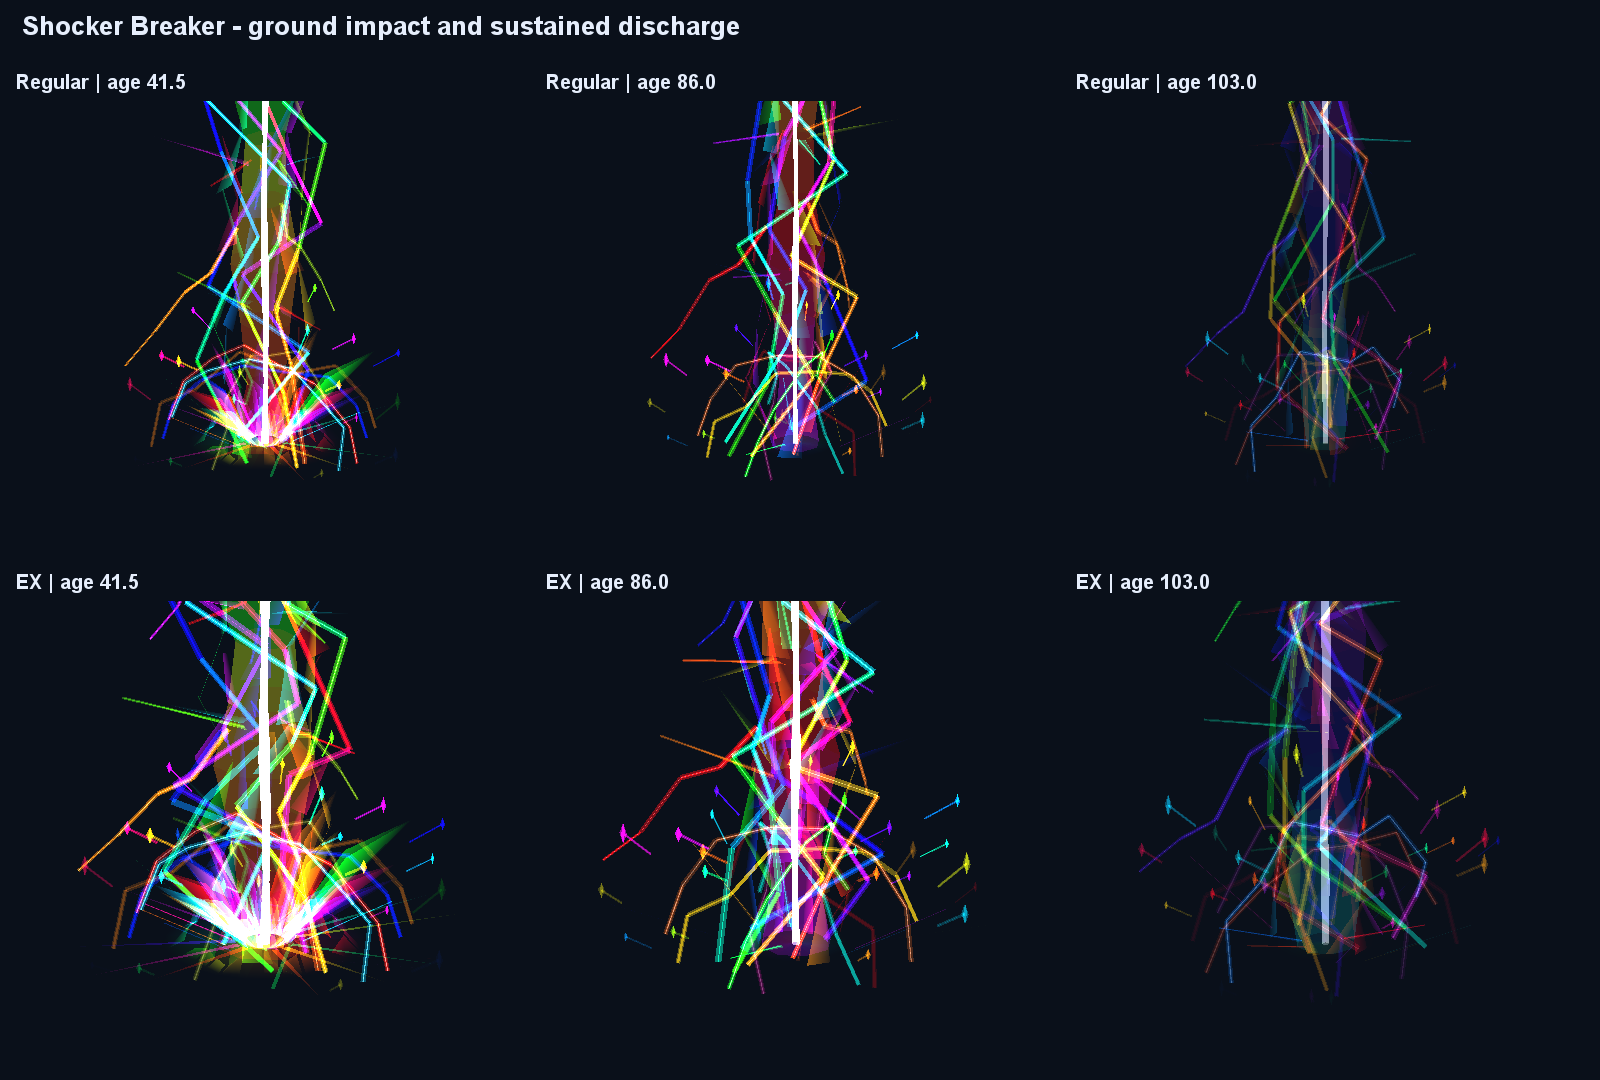 Shocker Breaker - ground impact and sustained discharge
Regular | age 41.5
Regular | age 86.0
Regular | age 103.0
EX | age 41.5
EX | age 86.0
EX | age 103.0